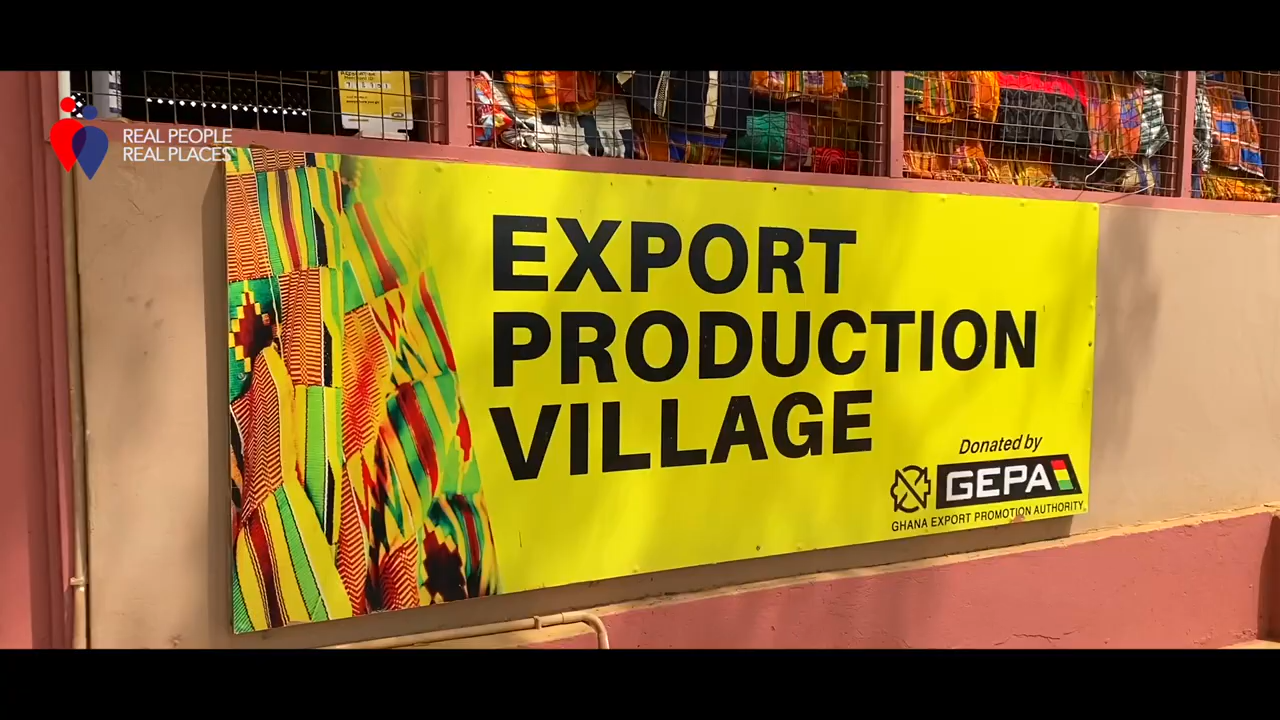 REAL PEOPLE
REAL PLACES
EXPORT
PRODUCTION
VILLAGE
Donated by
GEPA
GHANA EXPORT PROMOTION AUTHORITY